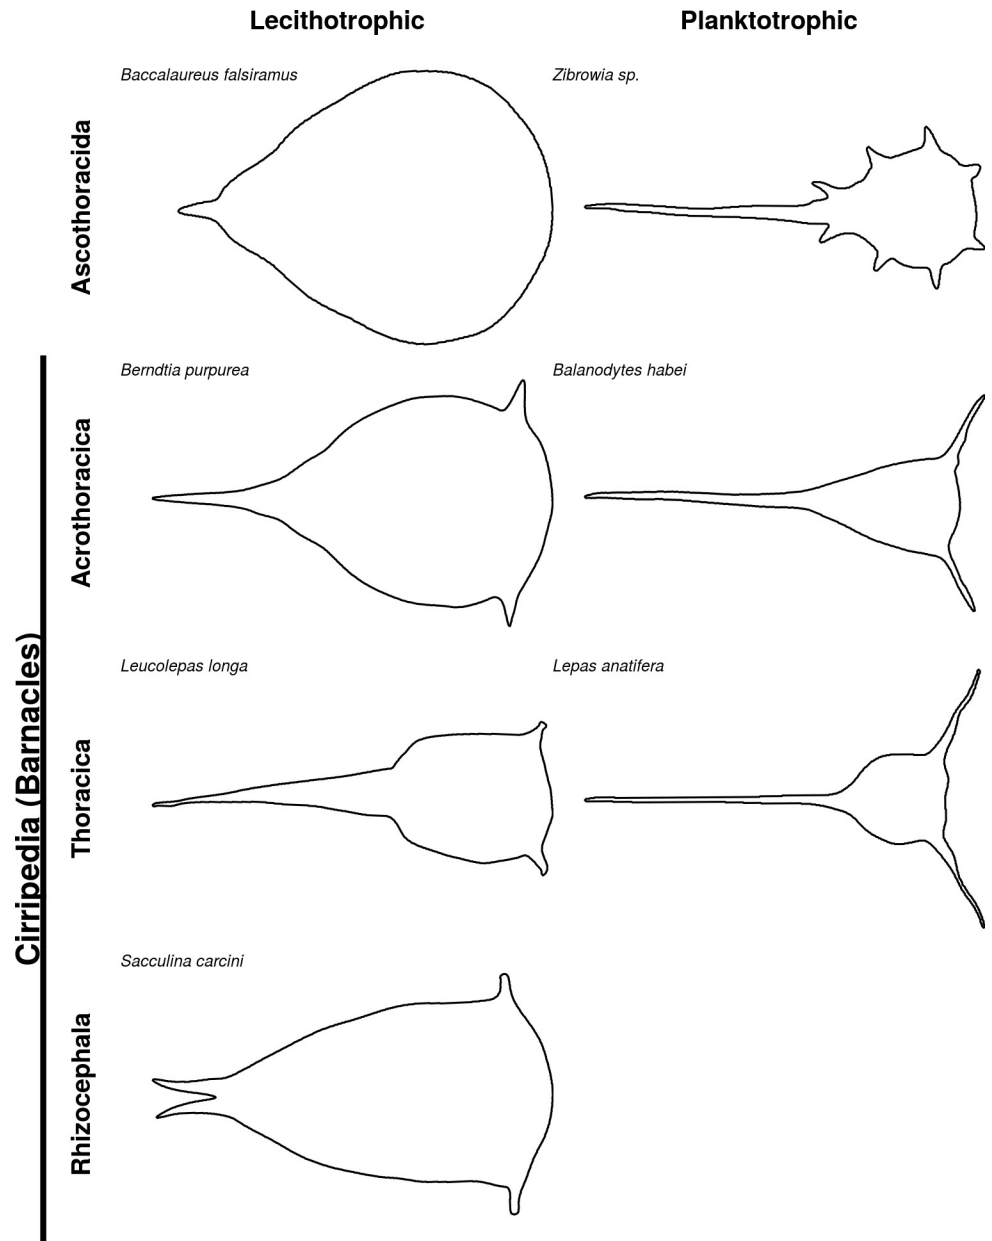 Lecithotrophic
Planktotrophic
Ascothoracida
Baccalaureus falsiramus
Zibrowia sp.
Cirripedia (Barnacles)
Acrothoracica
Berndtia purpurea
Balanodytes habei
Thoracica
Leucolepas longa
Lepas anatifera
Rhizocephala
Sacculina carcini